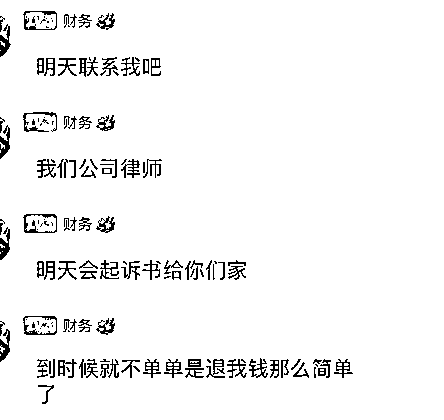 财务
明天联系我吧
财务
我们公司律师
财务
明天会起诉书给你们家
财务
到时候就不单单是退我钱那么简单
了